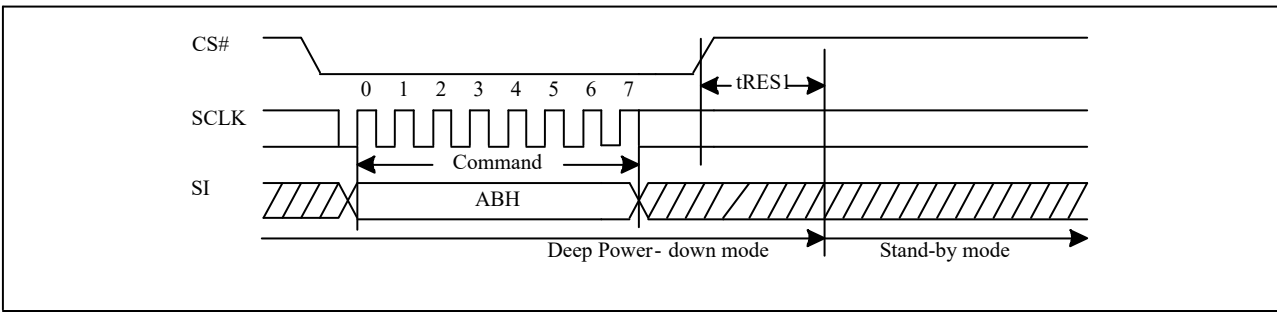 CS#
tRES1
0 1 2 3 4 5 6 7
SCLK
Command
SI
ABH
Deep Power- down mode
Stand-by mode